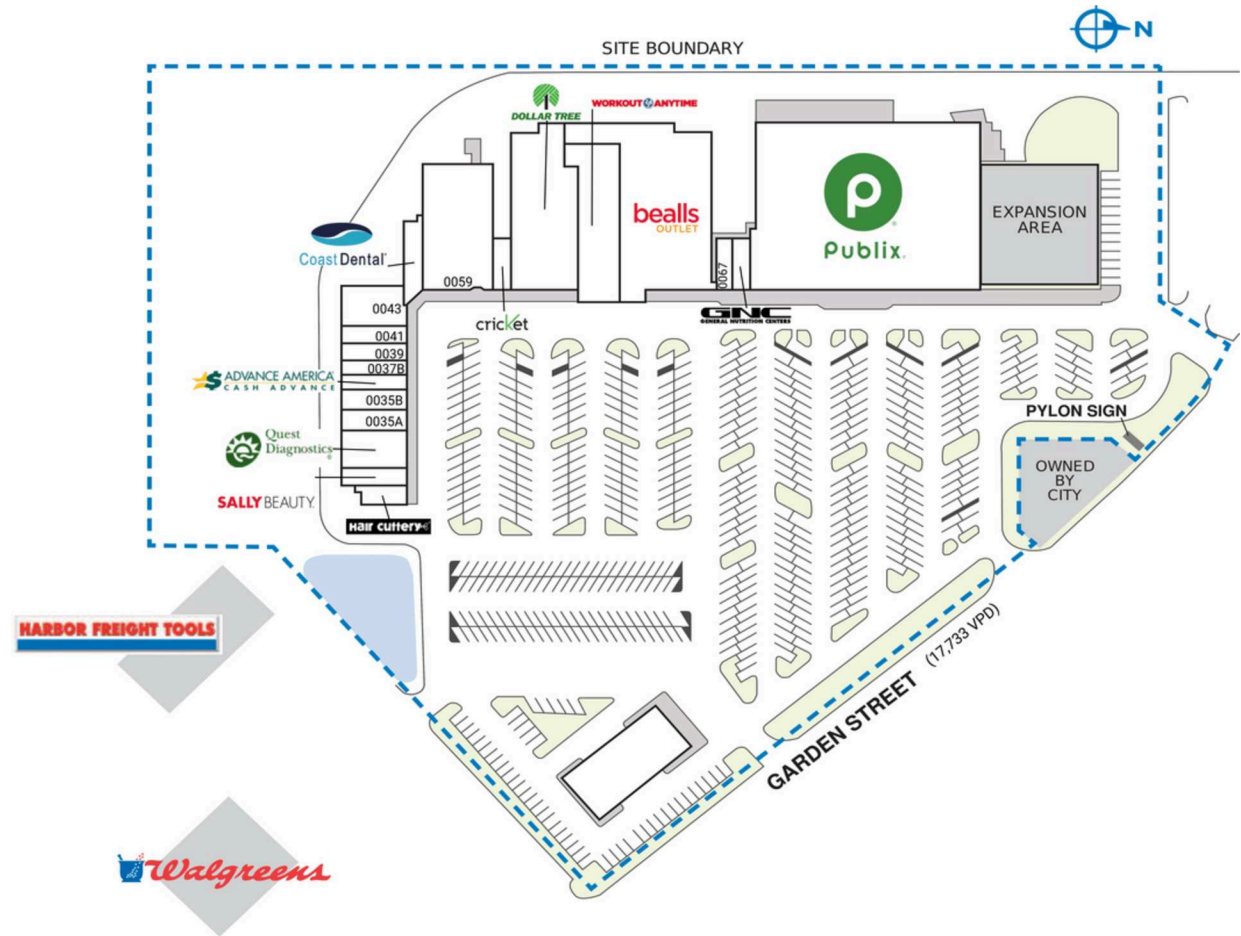 N
SITE BOUNDARY
DOLLAR TREE
WORKOUT ANYTIME
bealls
OUTLET
P
Publix.
EXPANSION
AREA
Coast Dental
0059
0067
cricket
GNC
GENERAL NUTRITION CENTERS
0043
0041
0039
0037B
ADVANCE AMERICA
CASH ADVANCE
0035B
0035A
Quest
Diagnostics
SALLY BEAUTY
Hair Cuttery
PYLON SIGN
OWNED
BY
CITY
HARBOR FREIGHT TOOLS
GARDEN STREET (17,733 VPD)
Walgreens